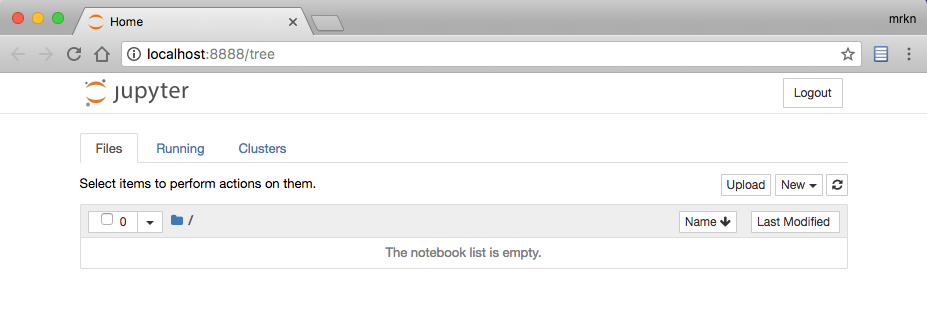 Home
mrkn
localhost:8888/tree
jupyter
Logout
Files Running Clusters
Select items to perform actions on them.
Upload New
0 / Name Last Modified
The notebook list is empty.